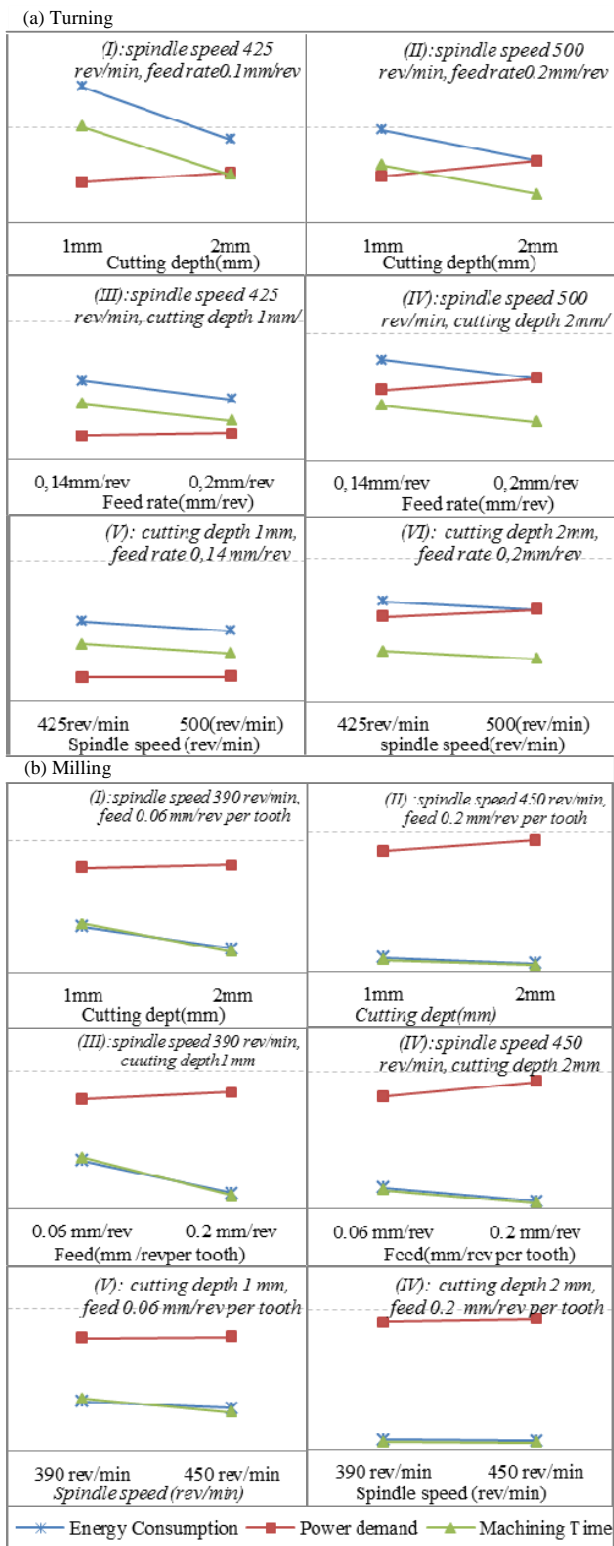 (a) Turning
(I):spindle speed 425
rev/min, feed rate0.1mm/rev
1mm 2mm
Cutting depth(mm)
(II):spindle speed 500
rev/min, feedrate0.2mm/rev
1mm 2mm
Cutting depth(mm)
(III):spindle speed 425
rev/min, cutting depth 1mm/
0,14mm/rev 0,2mm/rev
Feed rate(mm/rev)
(IV):spindle speed 500
rev/min, cutting depth 2mm/
0,14mm/rev 0,2mm/rev
Feed rate(mm/rev)
(V): cutting depth 1mm,
feed rate 0,14 mm/rev
425rev/min 500(rev/min)
Spindle speed (rev/min)
(VI): cutting depth 2mm,
feed rate 0,2mm/rev
425rev/min 500(rev/min)
spindle speed(rev/min)
(b) Milling
(I):spindle speed 390 rev/min,
feed 0.06 mm/rev per tooth
1mm 2mm
Cutting dept(mm)
(II) :spindle speed 450 rev/min,
feed 0.2 mm/rev per tooth
1mm 2mm
Cutting dept(mm)
(III):spindle speed 390 rev/min,
cuuting depth1mm
0.06 mm/rev 0.2 mm/rev
Feed(mm /revper tooth)
(IV):spindle speed 450
rev/min, cutting depth 2mm
0.06 mm/rev 0.2 mm/rev
Feed(mm/revper tooth)
(V): cutting depth 1 mm,
feed 0.06 mm/rev per tooth
390 rev/min 450 rev/min
Spindle speed (rev/min)
(IV): cutting depth 2 mm,
feed 0.2 mm/rev per tooth
390 rev/min 450 rev/min
Spindle speed (rev/min)
Energy Consumption Power demand Machining Time